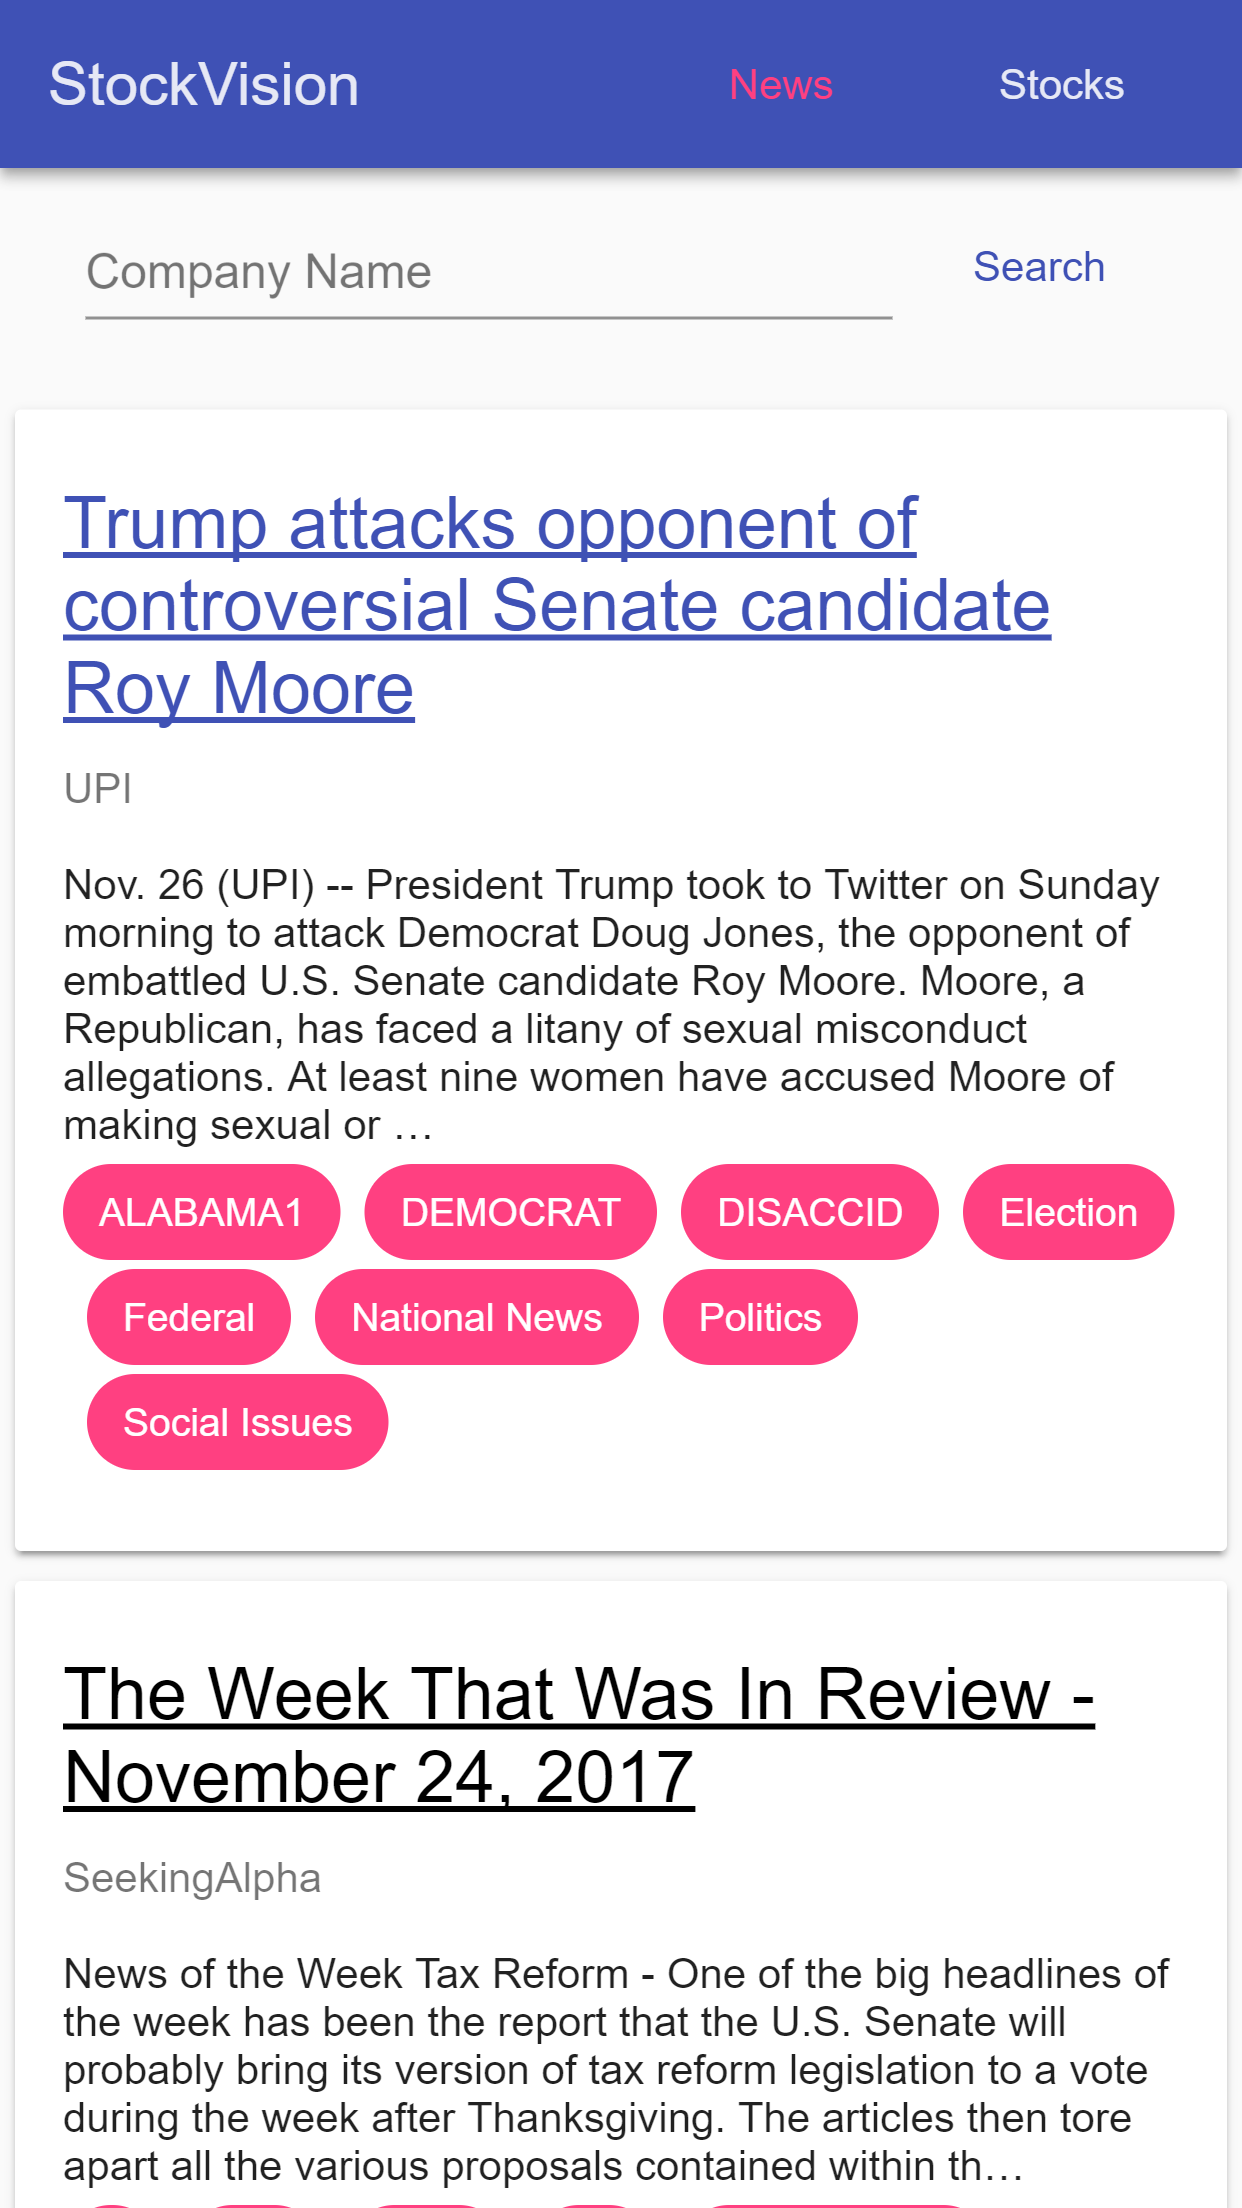 StockVision News Stocks
Company Name Search
Trump attacks opponent of
controversial Senate candidate
Roy Moore
UPI
Nov. 26 (UPI) -- President Trump took to Twitter on Sunday
morning to attack Democrat Doug Jones, the opponent of
embattled U.S. Senate candidate Roy Moore. Moore, a
Republican, has faced a litany of sexual misconduct
allegations. At least nine women have accused Moore of
making sexual or …
ALABAMA1 DEMOCRAT DISACCID Election
Federal National News Politics
Social Issues
The Week That Was In Review -
November 24, 2017
SeekingAlpha
News of the Week Tax Reform - One of the big headlines of
the week has been the report that the U.S. Senate will
probably bring its version of tax reform legislation to a vote
during the week after Thanksgiving. The articles then tore
apart all the various proposals contained within th…